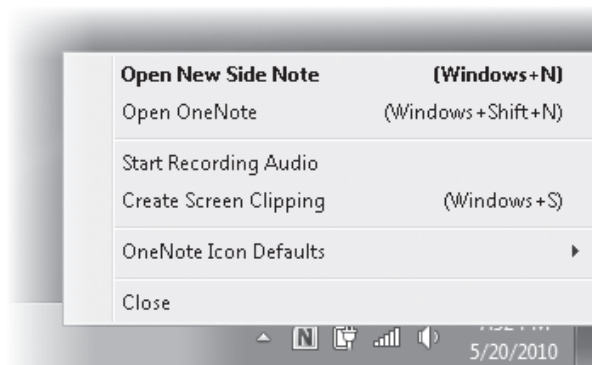 Open New Side Note (Windows+N)
Open OneNote (Windows+Shift+N)
Start Recording Audio
Create Screen Clipping (Windows+S)
OneNote Icon Defaults
Close
N
5/20/2010